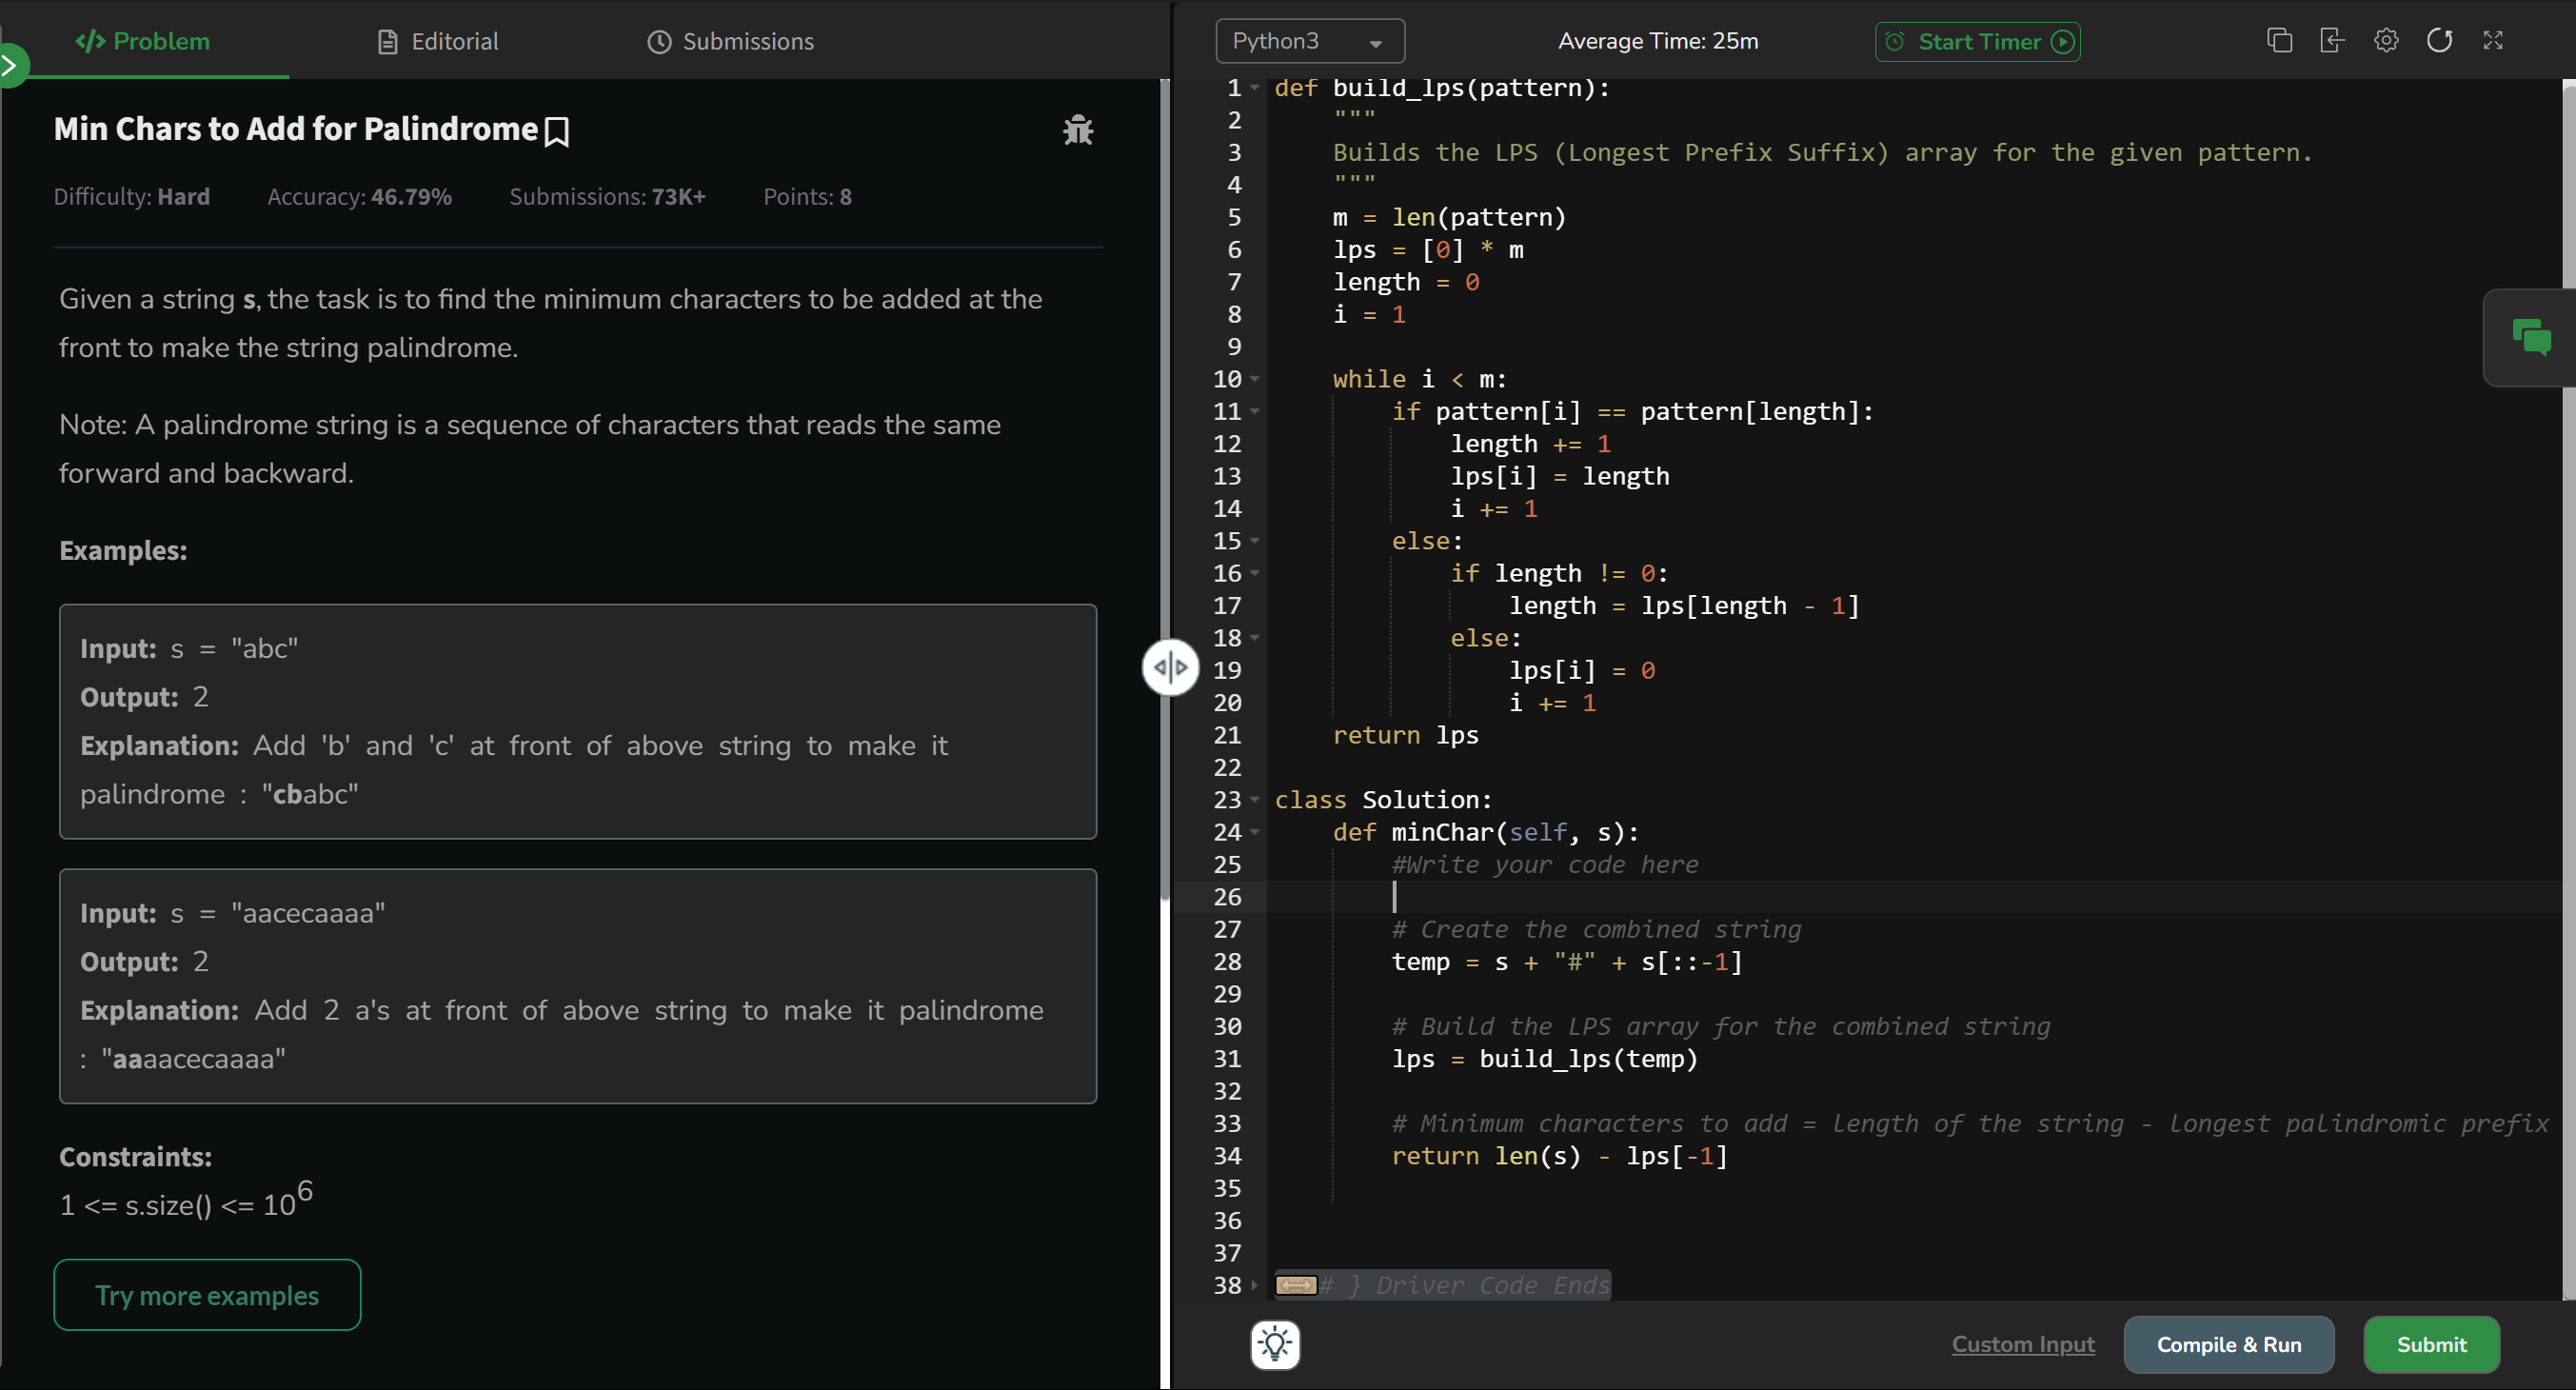 </> Problem
Editorial
Submissions
Min Chars to Add for Palindrome
Difficulty: Hard Accuracy: 46.79% Submissions: 73K+ Points: 8
Given a string s, the task is to find the minimum characters to be added at the
front to make the string palindrome.
Note: A palindrome string is a sequence of characters that reads the same
forward and backward.
Examples:
Input: s = "abc"
Output: 2
Explanation: Add 'b' and 'c' at front of above string to make it
palindrome : "cbabc"
Input: s = "aacecaaaa"
Output: 2
Explanation: Add 2 a's at front of above string to make it palindrome
: "aaaacecaaaa"
Constraints:
1 <= s.size() <= 10^6
Try more examples
Python3
Average Time: 25m
Start Timer
1 def build_lps(pattern):
2     """
3     Builds the LPS (Longest Prefix Suffix) array for the given pattern.
4     """
5     m = len(pattern)
6     lps = [0] * m
7     length = 0
8     i = 1
9
10     while i < m:
11         if pattern[i] == pattern[length]:
12             length += 1
13             lps[i] = length
14             i += 1
15         else:
16             if length != 0:
17                 length = lps[length - 1]
18             else:
19                 lps[i] = 0
20                 i += 1
21     return lps
22
23 class Solution:
24     def minChar(self, s):
25         #Write your code here
26
27         # Create the combined string
28         temp = s + "#" + s[::-1]
29
30         # Build the LPS array for the combined string
31         lps = build_lps(temp)
32
33         # Minimum characters to add = length of the string - longest palindromic prefix
34         return len(s) - lps[-1]
35
36
37
38 # } Driver Code Ends
Custom Input
Compile & Run
Submit